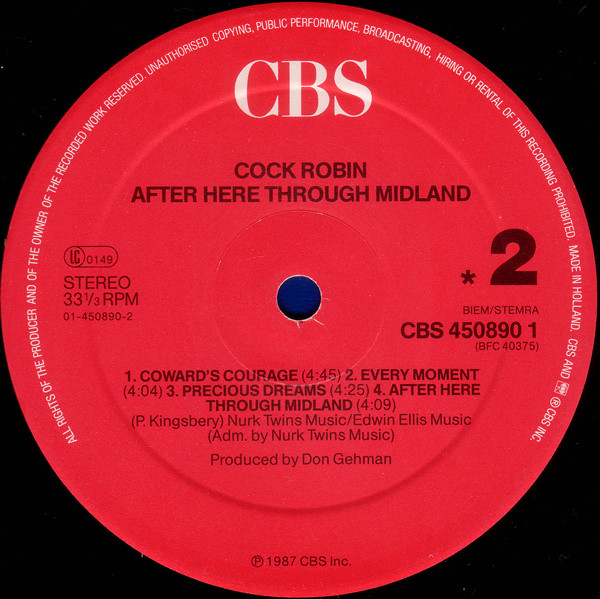 ALL RIGHTS OF THE PRODUCER AND OF THE OWNER OF THE RECORDED WORK RESERVED. UNAUTHORISED COPYING, PUBLIC PERFORMANCE, BROADCASTING, HIRING OR RENTAL OF THIS RECORDING PROHIBITED. MADE IN HOLLAND. CBS AND ® CBS INC.
CBS
COCK ROBIN
AFTER HERE THROUGH MIDLAND
LC 0149
STEREO
33 1/3 RPM
01-450890-2
* 2
BIEM/STEMRA
CBS 450890 1
(BFC 40375)
1. COWARD'S COURAGE (4:45) 2. EVERY MOMENT
(4:04) 3. PRECIOUS DREAMS (4:25) 4. AFTER HERE
THROUGH MIDLAND (4:09)
(P. Kingsbery) Nurk Twins Music/Edwin Ellis Music
(Adm. by Nurk Twins Music)
Produced by Don Gehman
℗ 1987 CBS Inc.